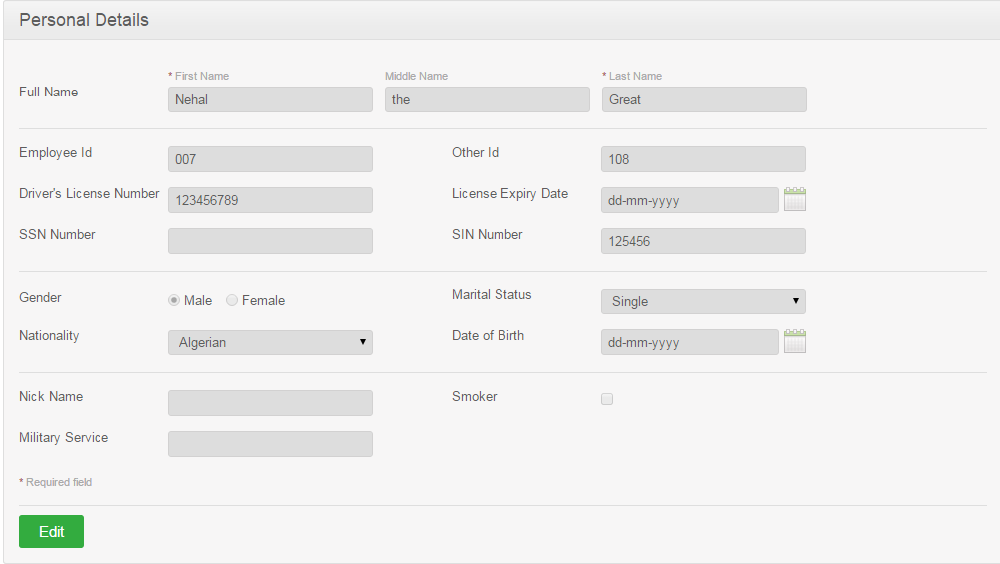 Personal Details
* First Name Middle Name * Last Name
Full Name Nehal the Great
Employee Id 007 Other Id 108
Driver's License Number 123456789 License Expiry Date dd-mm-yyyy
SSN Number SIN Number 125456
Gender Male Female Marital Status Single
Nationality Algerian Date of Birth dd-mm-yyyy
Nick Name Smoker
Military Service
* Required field
Edit